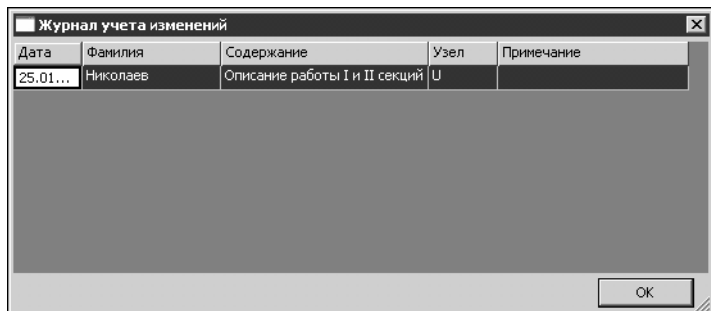 Журнал учета изменений
Дата Фамилия Содержание Узел Примечание
25.01... Николаев Описание работы I и II секций U
OK